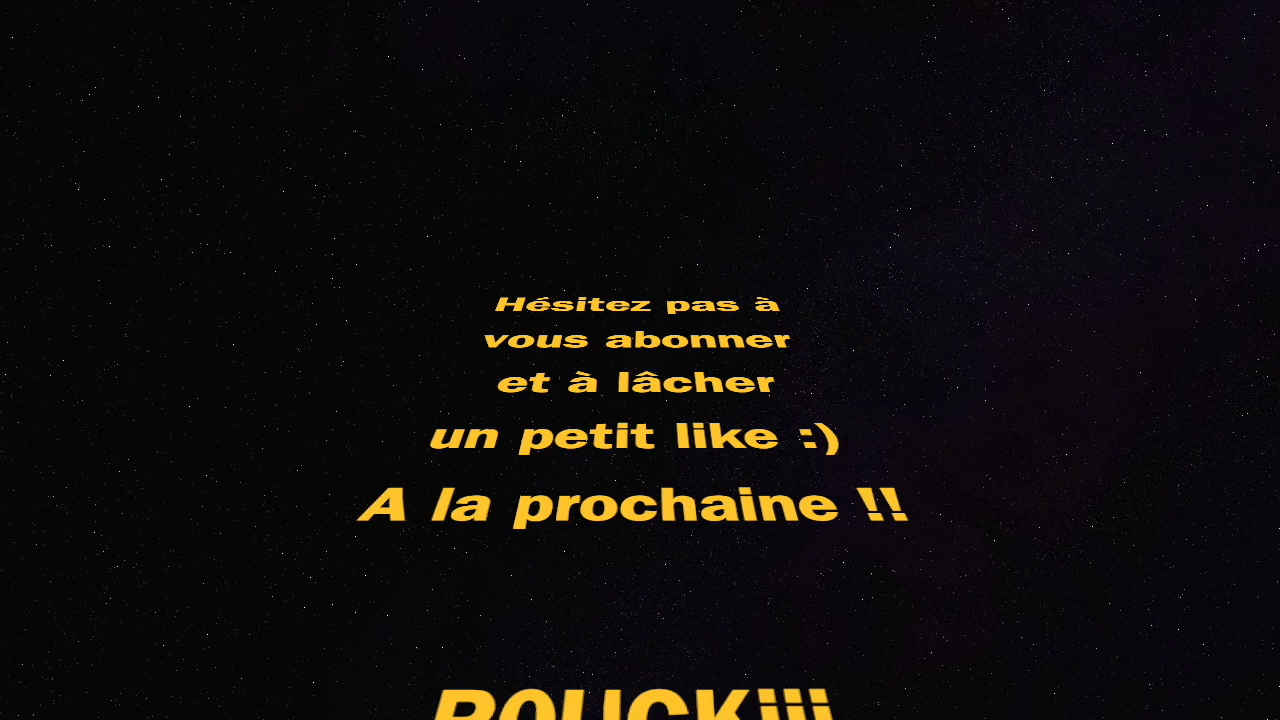 Hésitez pas à
vous abonner
et à lâcher
un petit like :)
A la prochaine !!